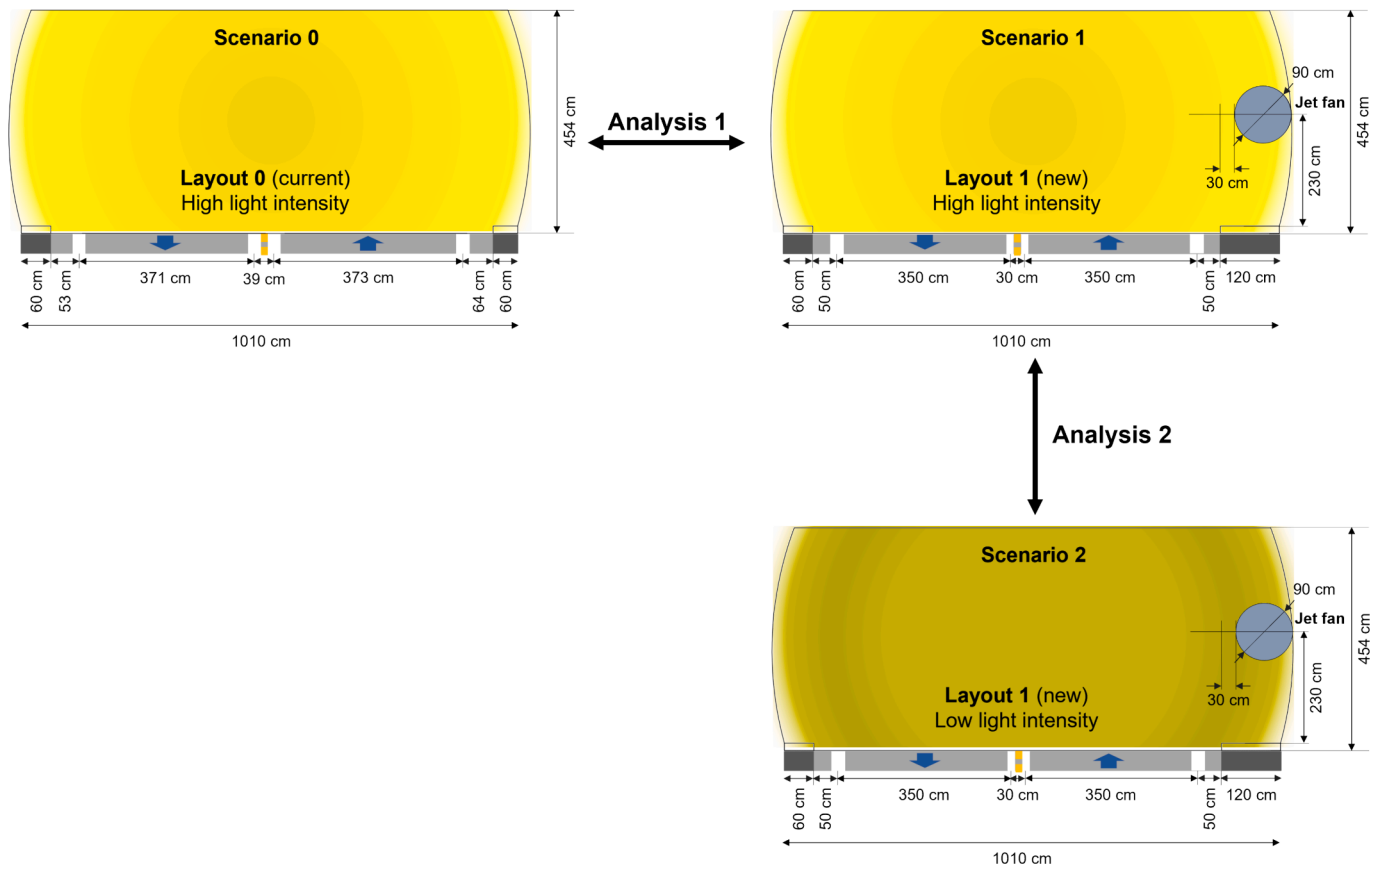 Scenario 0
Layout 0 (current)
High light intensity
454 cm
60 cm
53 cm
371 cm
39 cm
373 cm
64 cm
60 cm
1010 cm
Analysis 1
Scenario 1
90 cm
Jet fan
30 cm
230 cm
454 cm
Layout 1 (new)
High light intensity
60 cm
50 cm
350 cm
30 cm
350 cm
50 cm
120 cm
1010 cm
Analysis 2
Scenario 2
90 cm
Jet fan
30 cm
230 cm
454 cm
Layout 1 (new)
Low light intensity
60 cm
50 cm
350 cm
30 cm
350 cm
50 cm
120 cm
1010 cm